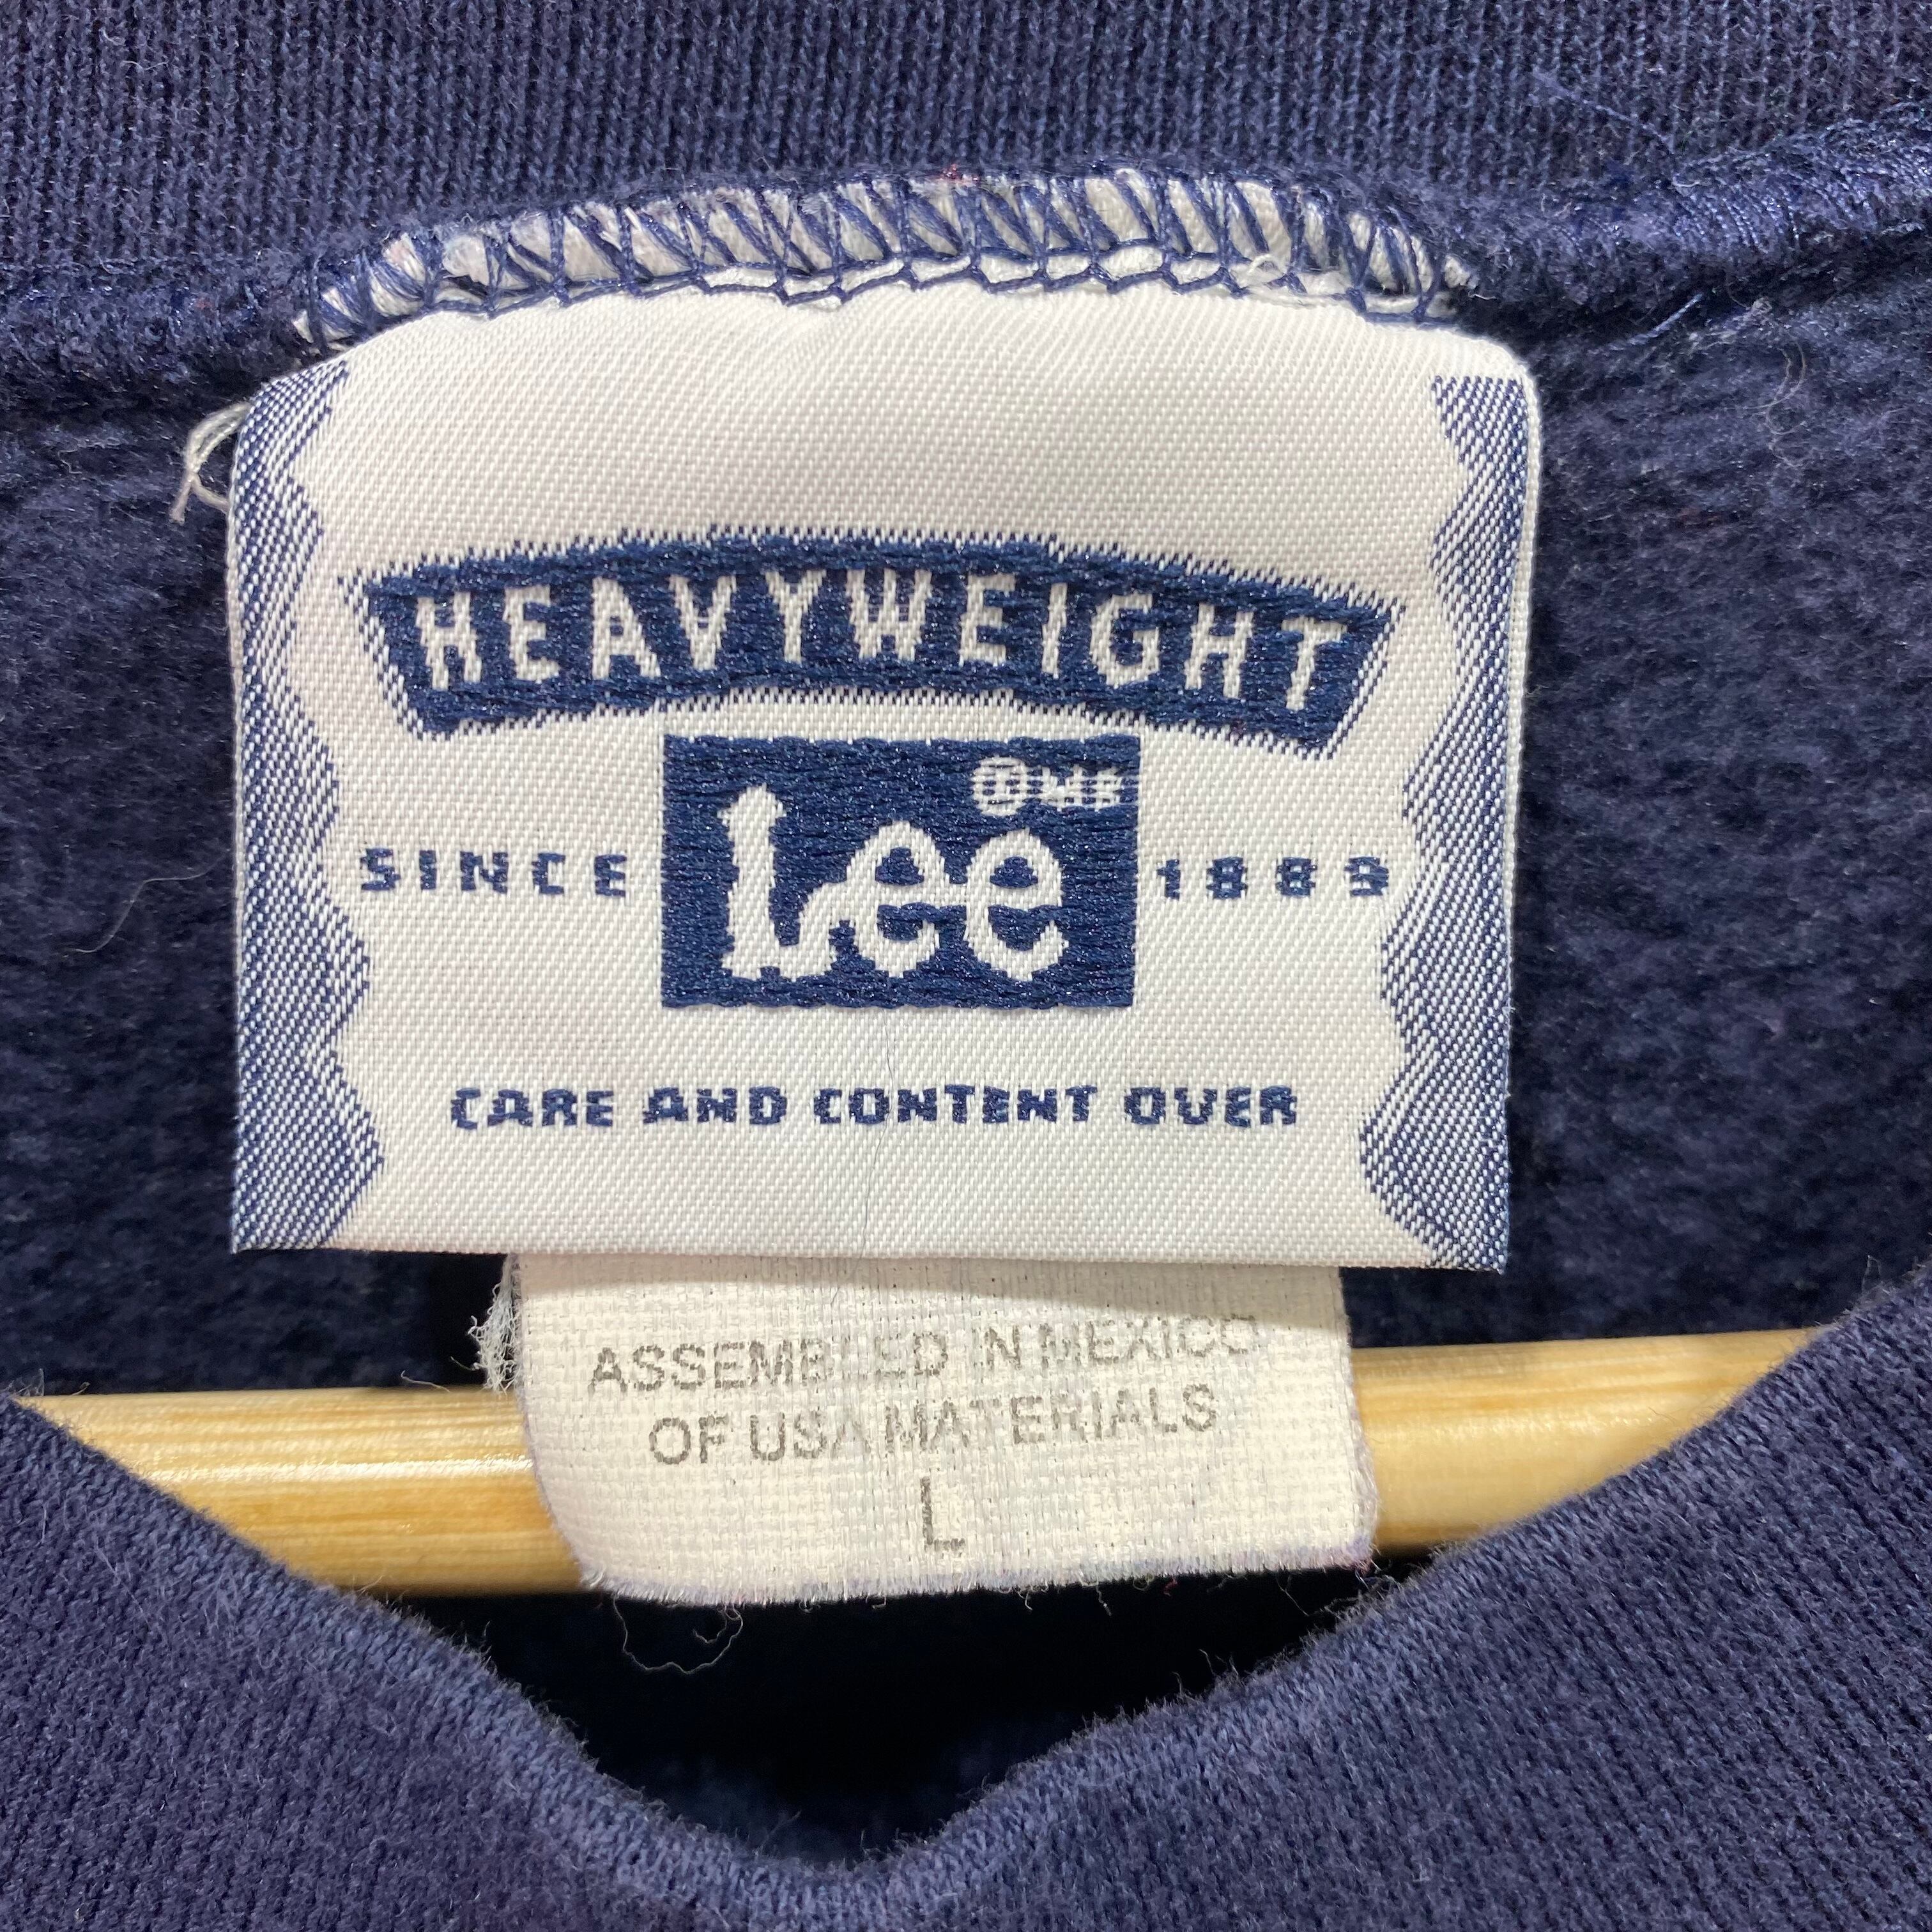 HEAVYWEIGHT
SINCE Lee ® MR 1889
CARE AND CONTENT OVER
ASSEMBLED IN MEXICO
OF USA MATERIALS
L